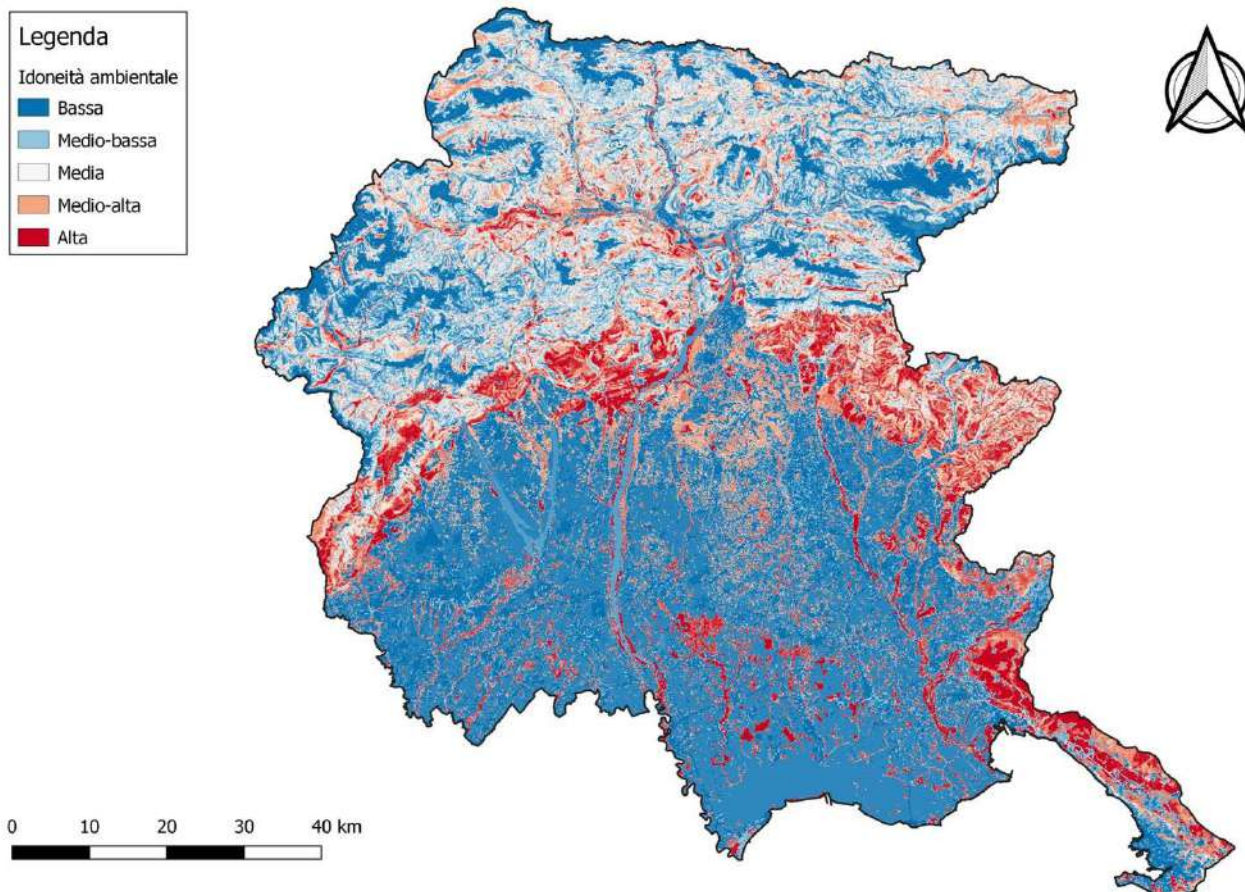 Legenda
Idoneità ambientale
Bassa
Medio-bassa
Media
Medio-alta
Alta
0 10 20 30 40 km